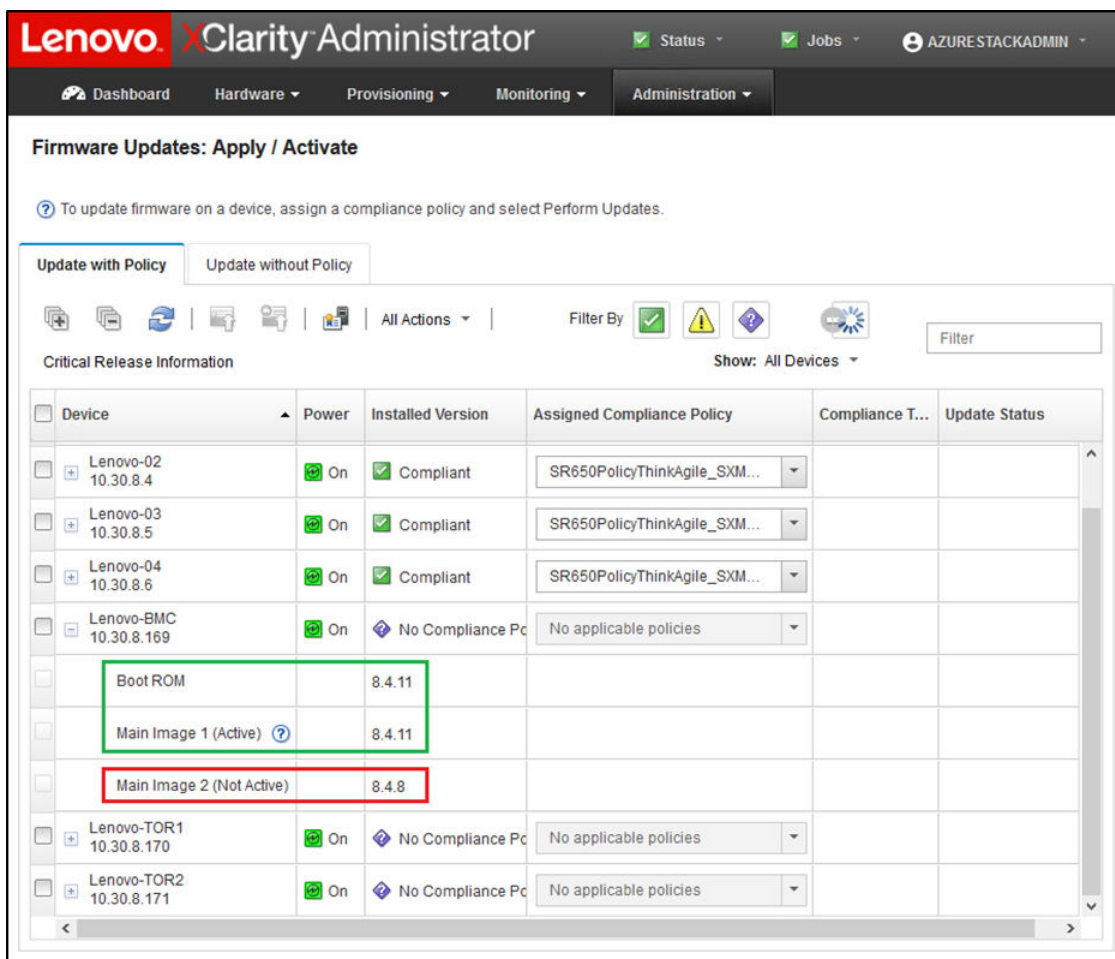 Lenovo XClarity Administrator Status Jobs AZURESTACKADMIN
Dashboard Hardware Provisioning Monitoring Administration
Firmware Updates: Apply / Activate
? To update firmware on a device, assign a compliance policy and select Perform Updates.
Update with Policy Update without Policy
All Actions Filter By Filter
Critical Release Information Show: All Devices
Device Power Installed Version Assigned Compliance Policy Compliance T... Update Status
Lenovo-02
10.30.8.4 On Compliant SR650PolicyThinkAgile_SXM...
Lenovo-03
10.30.8.5 On Compliant SR650PolicyThinkAgile_SXM...
Lenovo-04
10.30.8.6 On Compliant SR650PolicyThinkAgile_SXM...
Lenovo-BMC
10.30.8.169 On No Compliance Po No applicable policies
Boot ROM 8.4.11
Main Image 1 (Active) ? 8.4.11
Main Image 2 (Not Active) 8.4.8
Lenovo-TOR1
10.30.8.170 On No Compliance Po No applicable policies
Lenovo-TOR2
10.30.8.171 On No Compliance Po No applicable policies